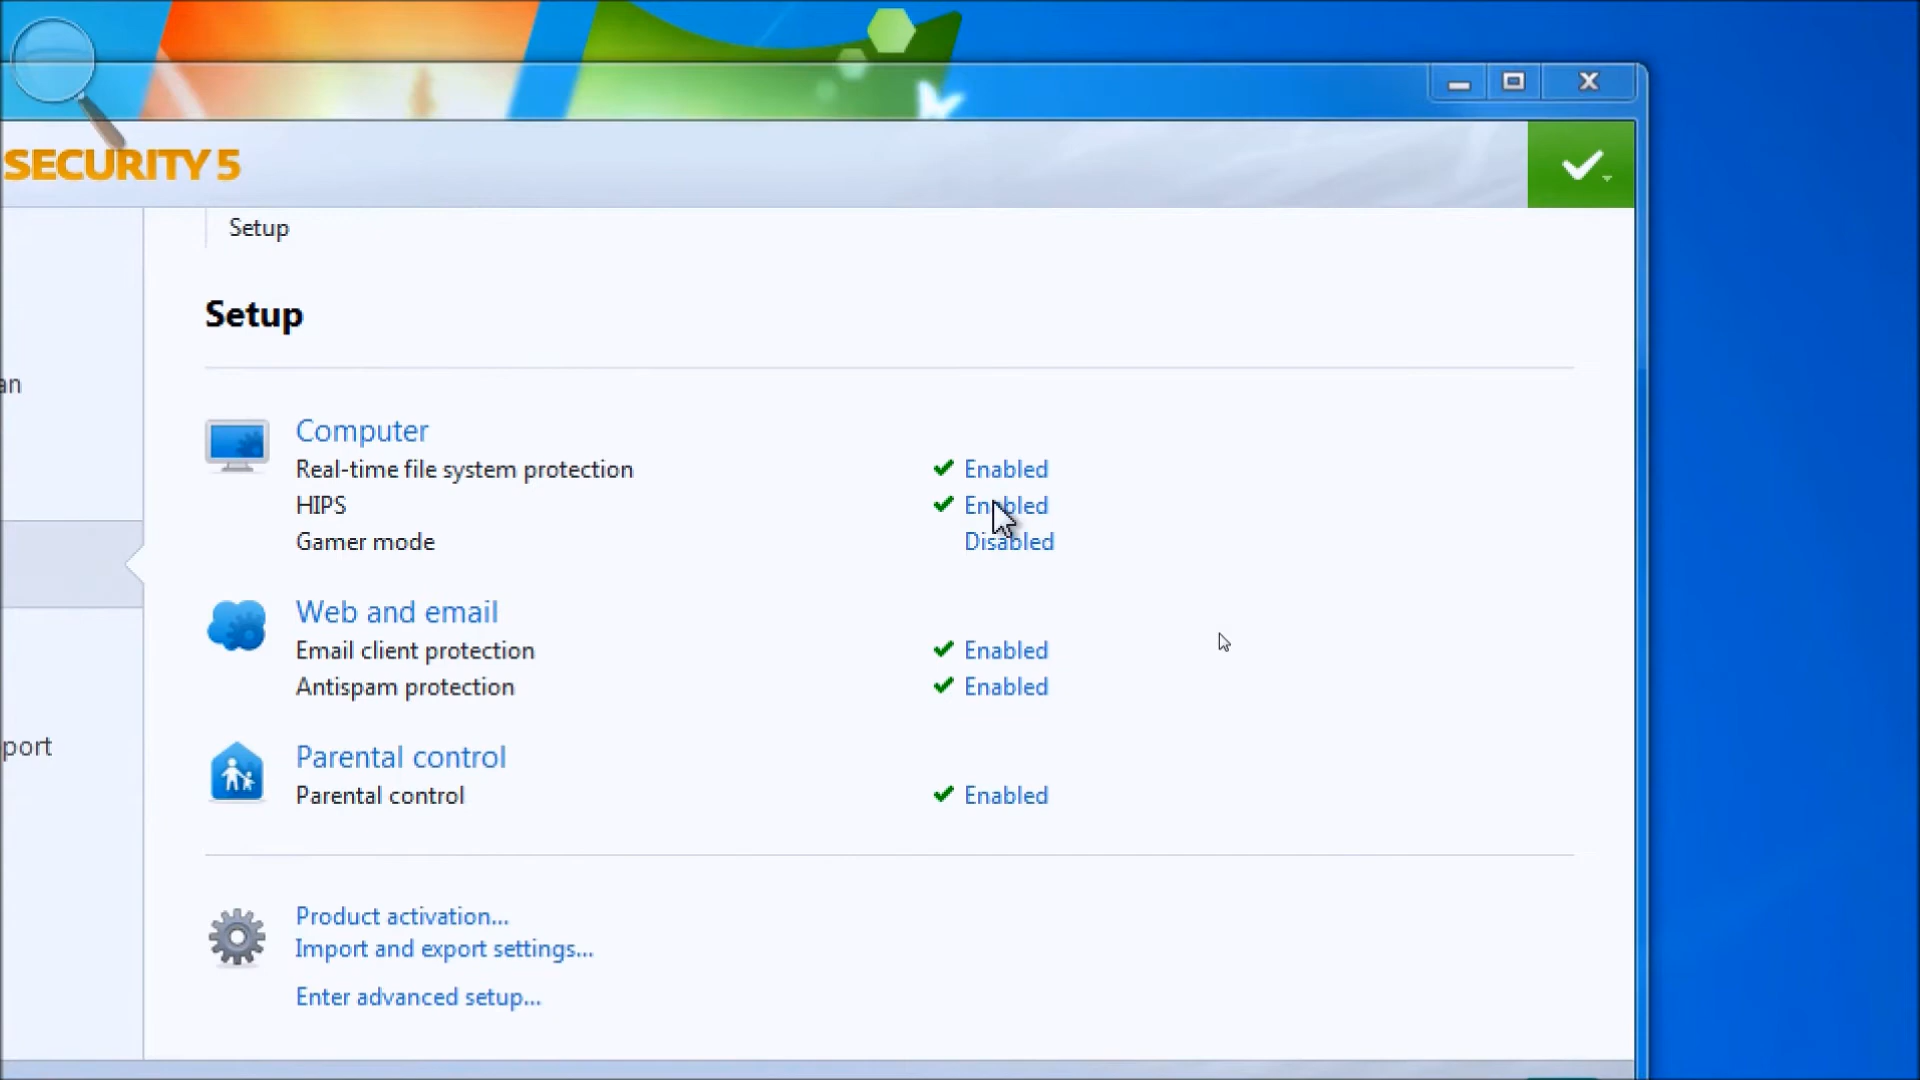 SECURITY 5
Setup
an
Setup
Computer
Real-time file system protection Enabled
HIPS Enabled
Gamer mode Disabled
Web and email
Email client protection Enabled
Antispam protection Enabled
port
Parental control
Parental control Enabled
Product activation...
Import and export settings...
Enter advanced setup...